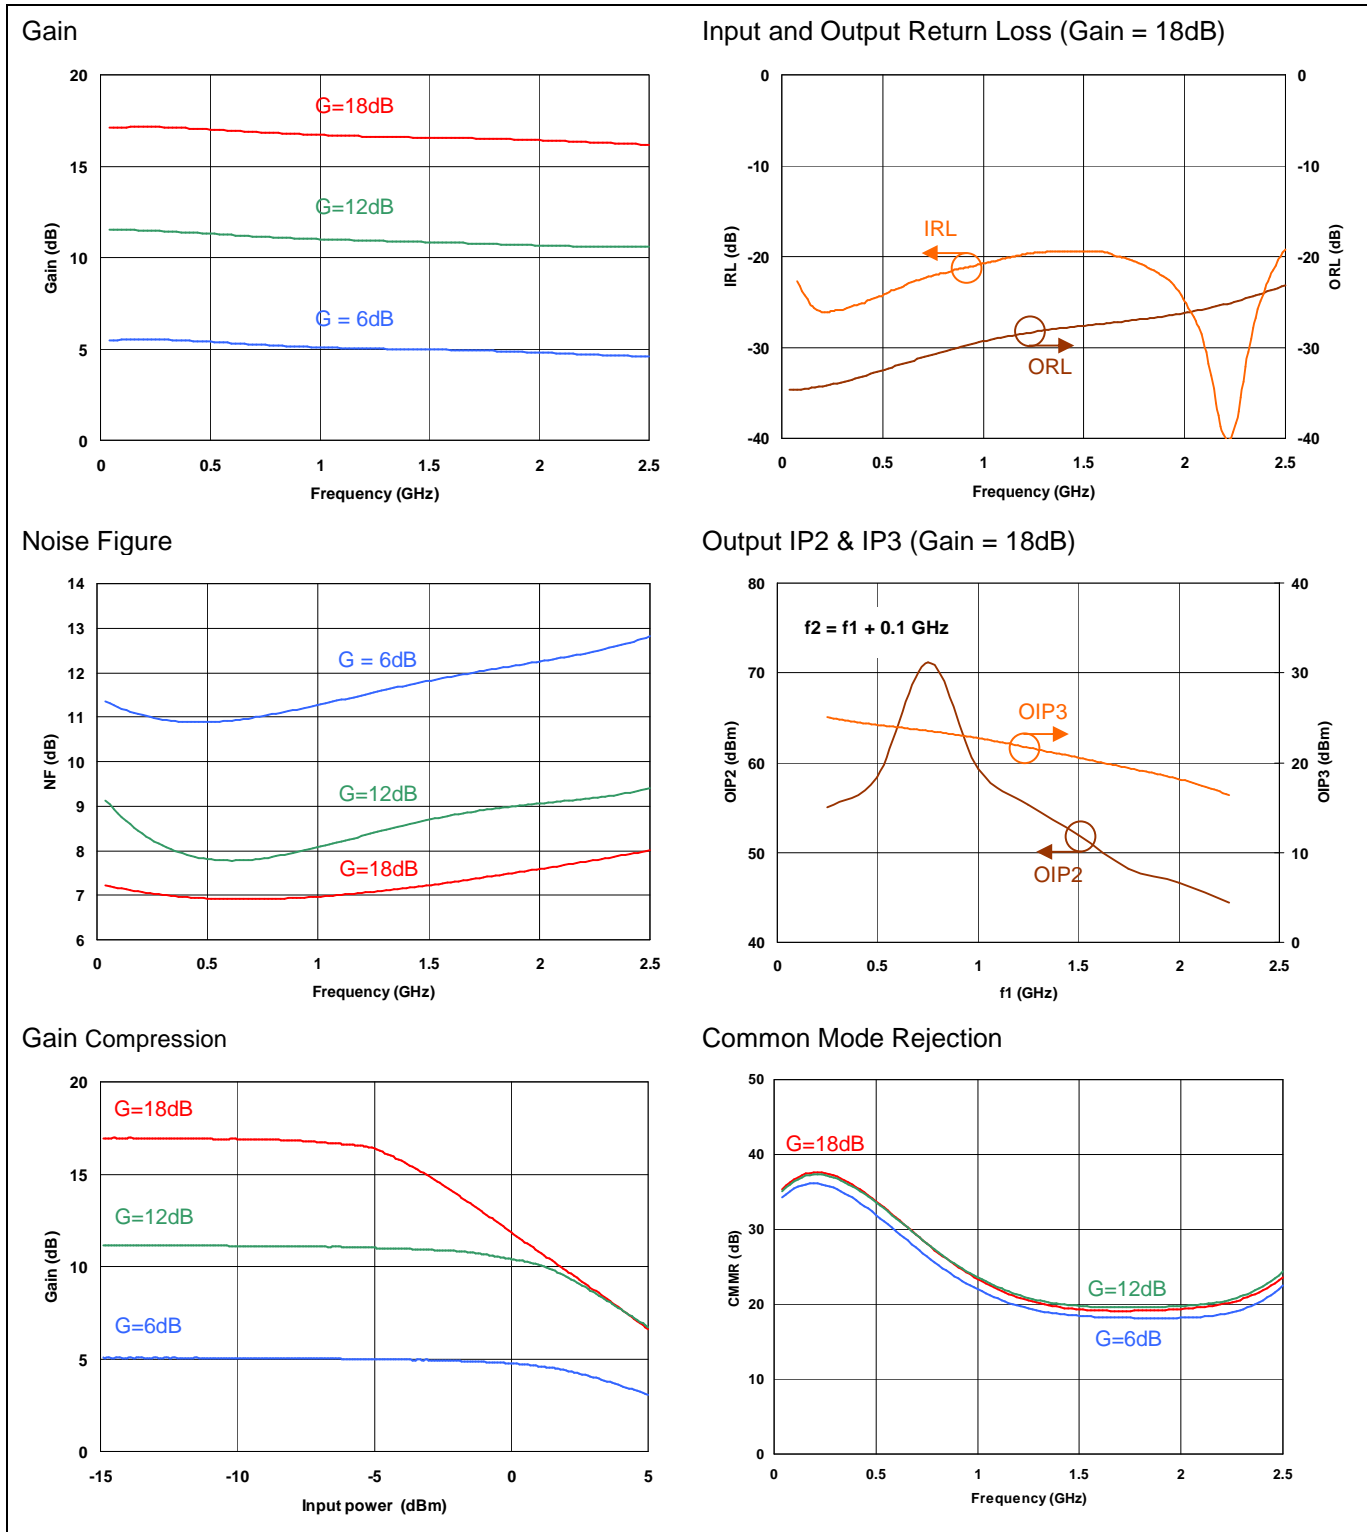 Gain
20
15
10
5
0
0
0.5
1
1.5
2
2.5
Gain (dB)
Frequency (GHz)
G=18dB
G=12dB
G = 6dB
Input and Output Return Loss (Gain = 18dB)
0
-10
-20
-30
-40
0
-10
-20
-30
-40
0
0.5
1
1.5
2
2.5
IRL (dB)
ORL (dB)
Frequency (GHz)
IRL
ORL
Noise Figure
14
13
12
11
10
9
8
7
6
0
0.5
1
1.5
2
2.5
NF (dB)
Frequency (GHz)
G = 6dB
G=12dB
G=18dB
Output IP2 & IP3 (Gain = 18dB)
80
70
60
50
40
40
30
20
10
0
0
0.5
1
1.5
2
2.5
OIP2 (dBm)
OIP3 (dBm)
f1 (GHz)
f2 = f1 + 0.1 GHz
OIP3
OIP2
Gain Compression
20
15
10
5
0
-15
-10
-5
0
5
Gain (dB)
Input power (dBm)
G=18dB
G=12dB
G=6dB
Common Mode Rejection
50
40
30
20
10
0
0
0.5
1
1.5
2
2.5
CMMR (dB)
Frequency (GHz)
G=18dB
G=12dB
G=6dB